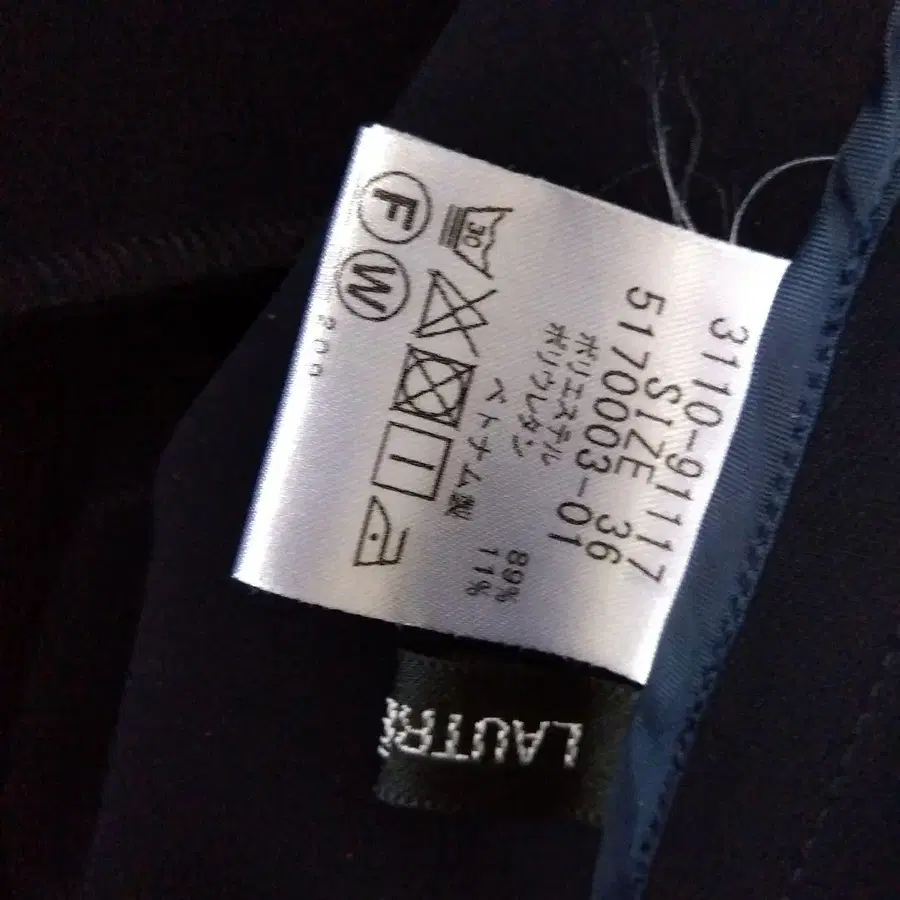 3110-91117
SIZE 36
5170003-01
ポリエステル 89%
ポリウレタン 11%
ベトナム製
30
F W
LAUTR